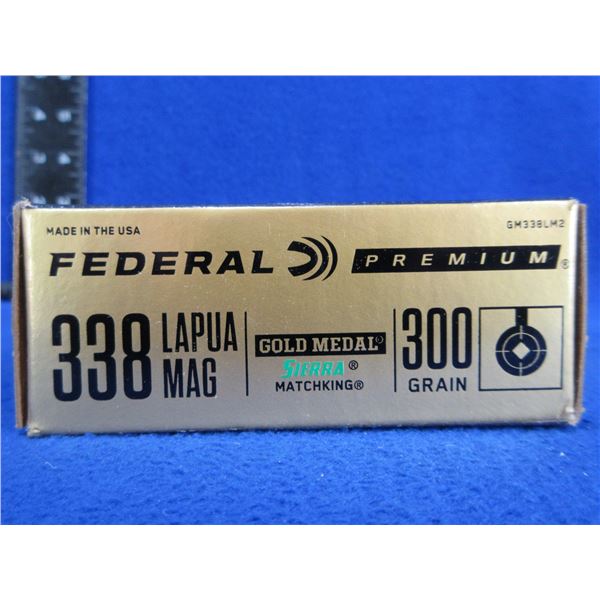 MADE IN THE USA
GM338LM2
FEDERAL PREMIUM®
338 LAPUA MAG
GOLD MEDAL
SIERRA®
MATCHKING®
300
GRAIN